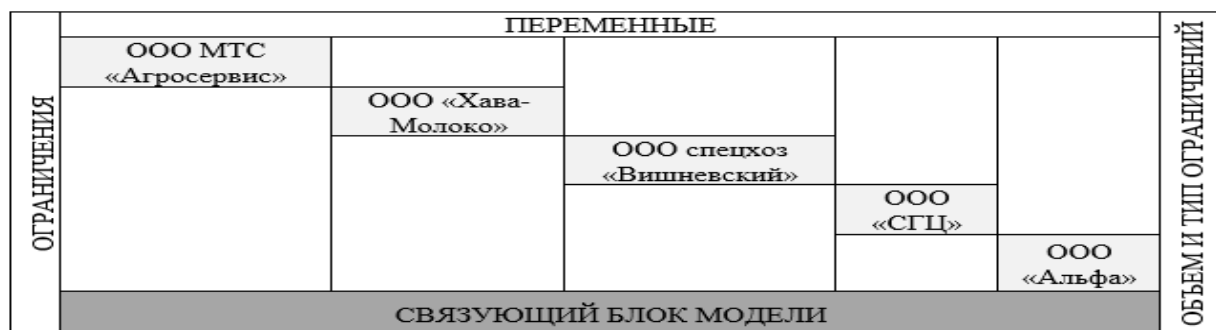 ПЕРЕМЕННЫЕ
ОГРАНИЧЕНИЯ
ООО МТС
«Агросервис»
ООО «Хава-
Молоко»
ООО спецхоз
«Вишневский»
ООО
«СГЦ»
ООО
«Альфа»
СВЯЗУЮЩИЙ БЛОК МОДЕЛИ
ОБЪЕМ И ТИП ОГРАНИЧЕНИЙ